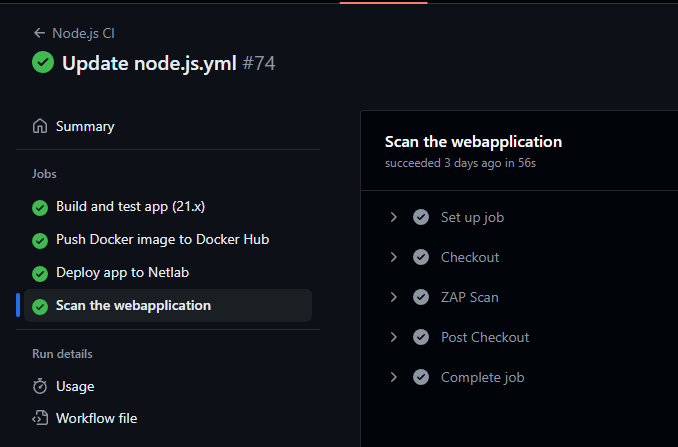 Node.js CI
Update node.js.yml #74
Summary
Jobs
Build and test app (21.x)
Push Docker image to Docker Hub
Deploy app to Netlab
Scan the webapplication
Run details
Usage
Workflow file
Scan the webapplication
succeeded 3 days ago in 56s
Set up job
Checkout
ZAP Scan
Post Checkout
Complete job